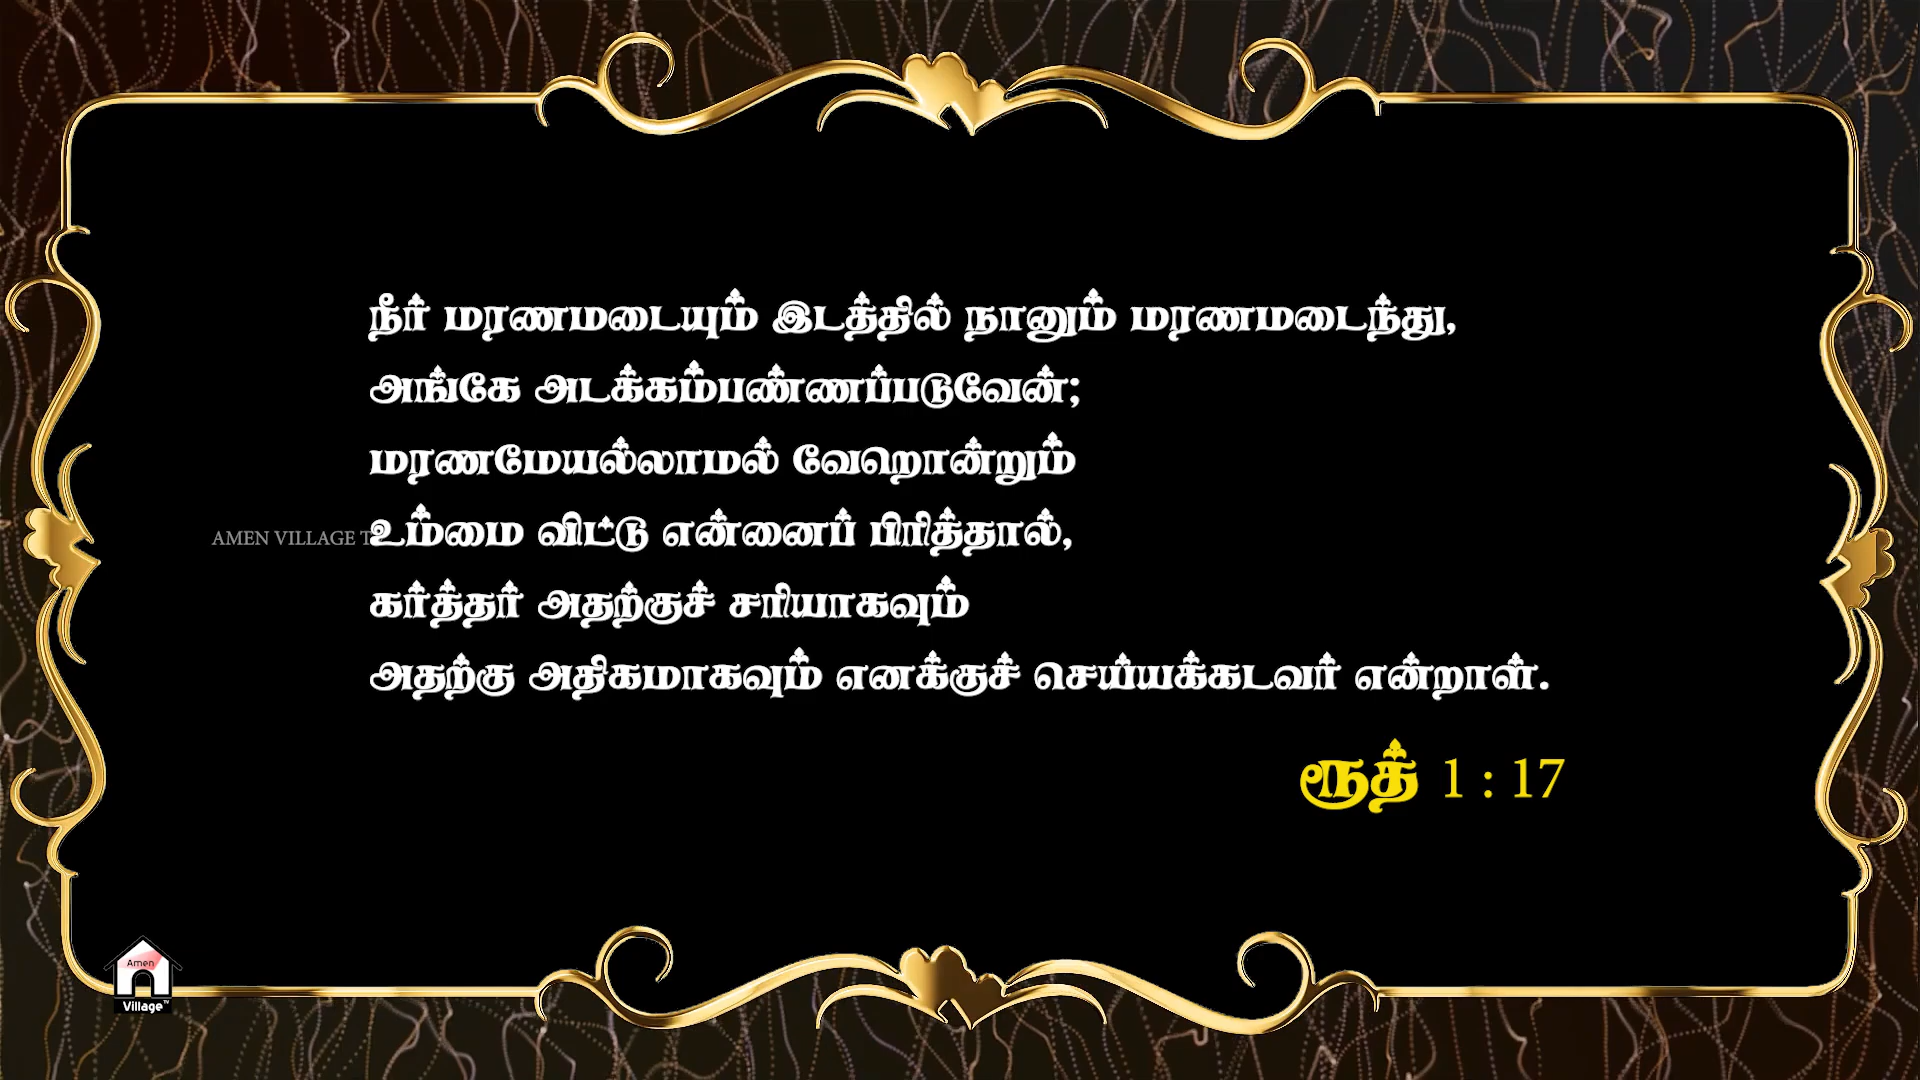 நீர் மரணமடையும் இடத்தில் நானும் மரணமடைந்து,
அங்கே அடக்கம்பண்ணப்படுவேன்;
மரணமேயல்லாமல் வேறொன்றும்
AMEN VILLAGE T
உம்மை விட்டு என்னைப் பிரித்தால்,
கர்த்தர் அதற்குச் சரியாகவும்
அதற்கு அதிகமாகவும் எனக்குச் செய்யக்கடவர் என்றாள்.
ரூத் 1 : 17
Amen
Village TV